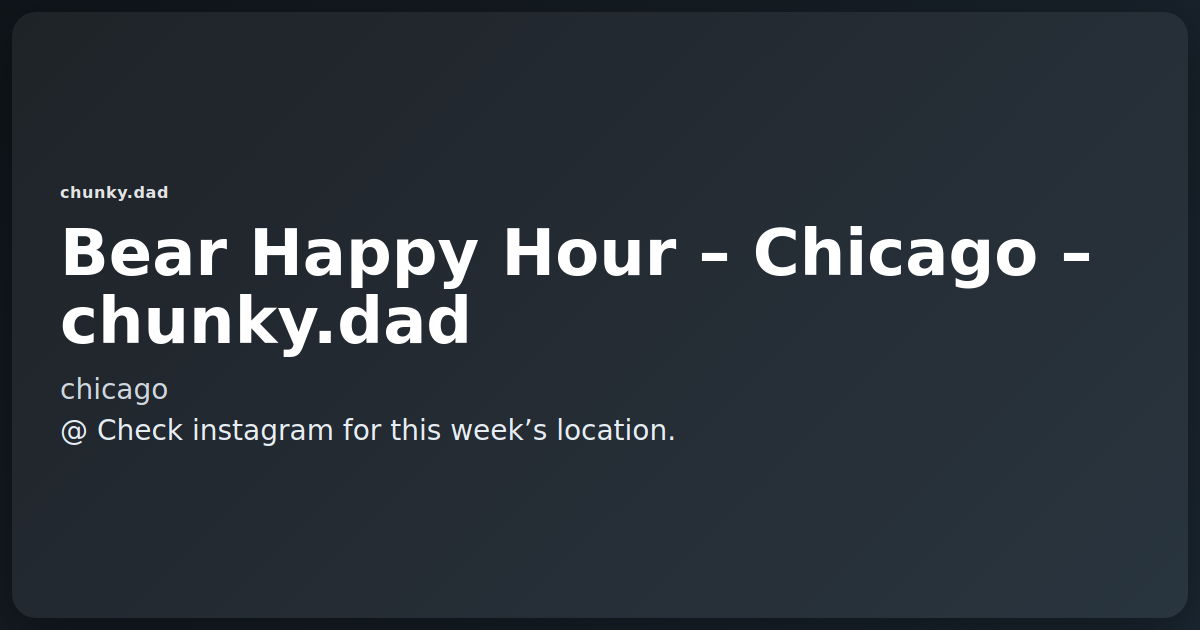 chunky.dad
Bear Happy Hour – Chicago –
chunky.dad
chicago
@ Check instagram for this week’s location.